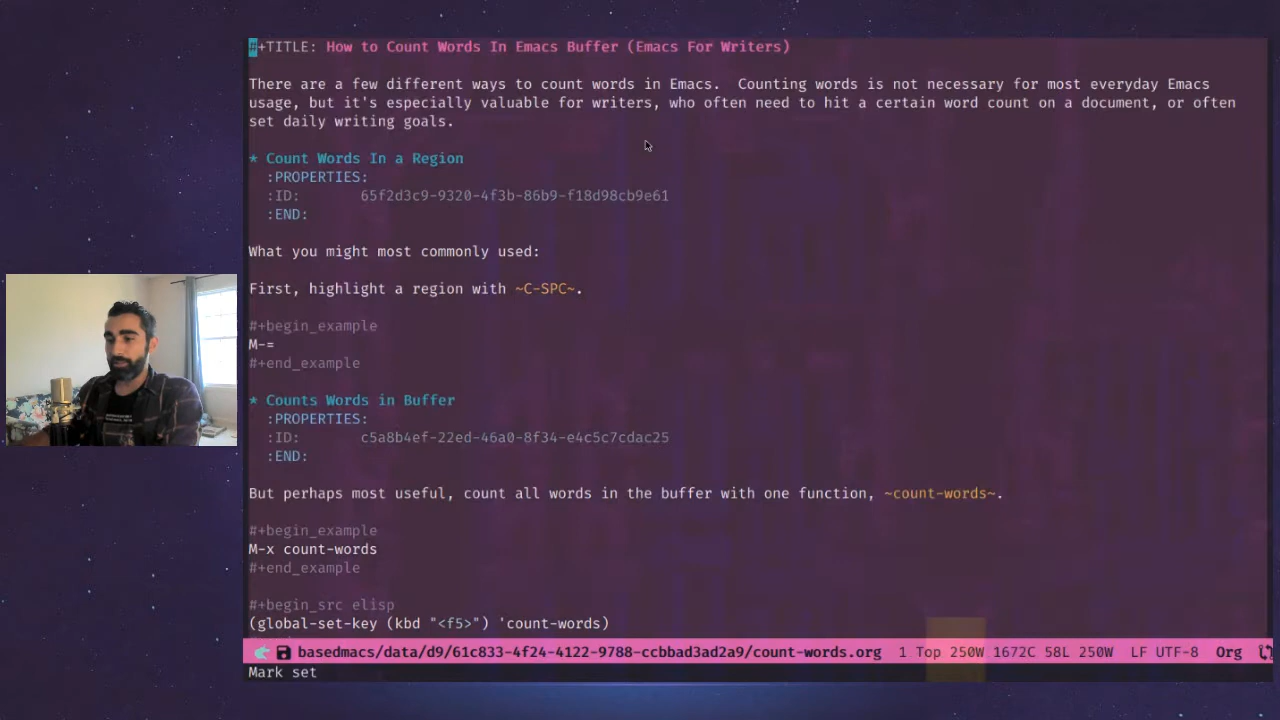 #+TITLE: How to Count Words In Emacs Buffer (Emacs For Writers)
There are a few different ways to count words in Emacs.  Counting words is not necessary for most everyday Emacs
usage, but it's especially valuable for writers, who often need to hit a certain word count on a document, or often
set daily writing goals.
* Count Words In a Region
:PROPERTIES:
:ID:       65f2d3c9-9320-4f3b-86b9-f18d98cb9e61
:END:
What you might most commonly used:
First, highlight a region with ~C-SPC~.
#+begin_example
M-=
#+end_example
* Counts Words in Buffer
:PROPERTIES:
:ID:       c5a8b4ef-22ed-46a0-8f34-e4c5c7cdac25
:END:
But perhaps most useful, count all words in the buffer with one function, ~count-words~.
#+begin_example
M-x count-words
#+end_example
#+begin_src elisp
(global-set-key (kbd "<f5>") 'count-words)
basedmacs/data/d9/61c833-4f24-4122-9788-ccbbad3ad2a9/count-words.org  1 Top 250W 1672C 58L 250W  LF UTF-8  Org
Mark set